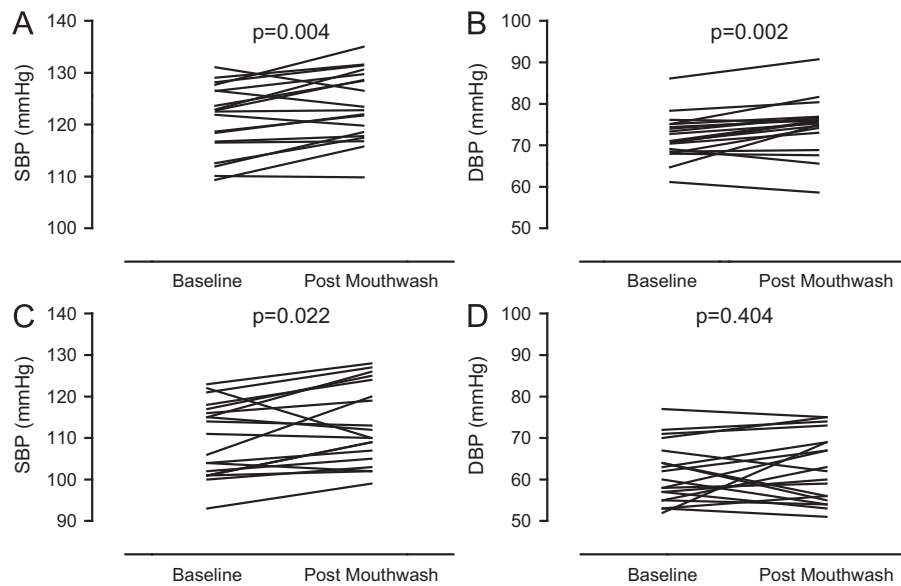 A
p=0.004
SBP (mmHg)
140
130
120
110
100
Baseline
Post Mouthwash
B
p=0.002
DBP (mmHg)
100
90
80
70
60
50
Baseline
Post Mouthwash
C
p=0.022
SBP (mmHg)
140
130
120
110
100
90
Baseline
Post Mouthwash
D
p=0.404
DBP (mmHg)
100
90
80
70
60
50
Baseline
Post Mouthwash